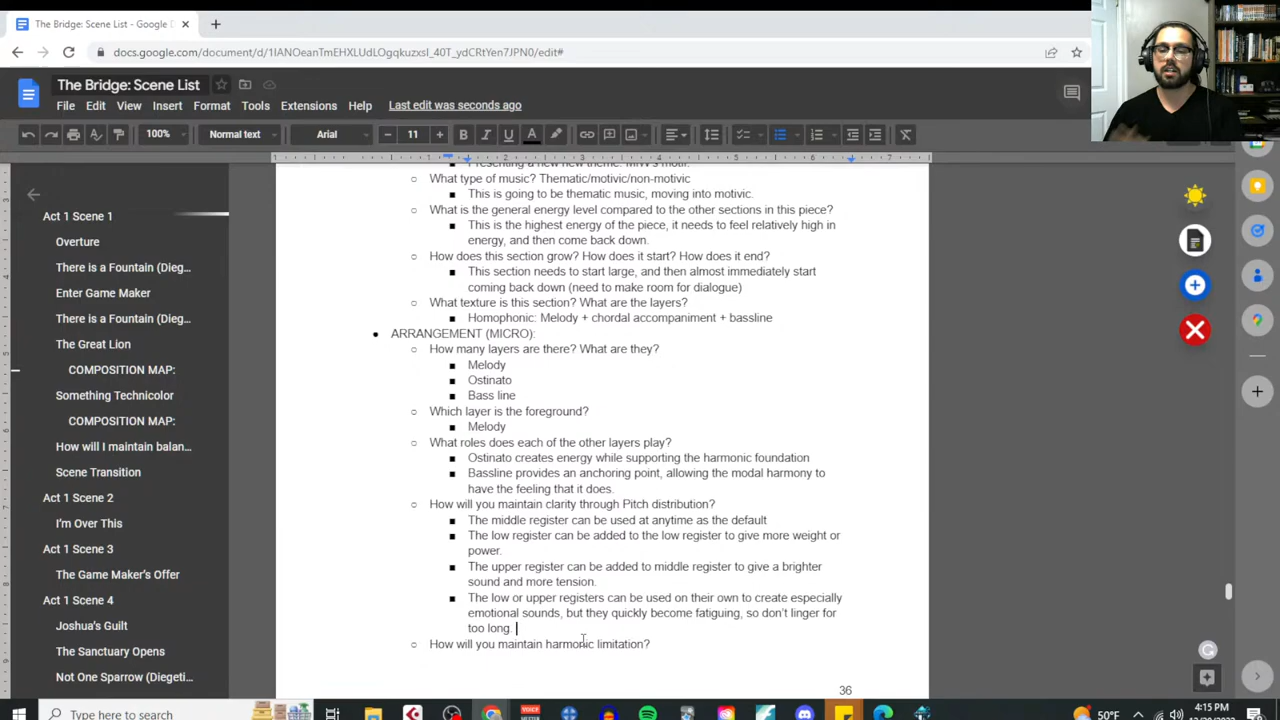 The Bridge: Scene List - Google D
docs.google.com/document/d/1IANOeanTmEHXLUdLOgqkuzxsI_40T_ydCRtYen7JPN0/edit#
The Bridge: Scene List
File Edit View Insert Format Extensions Tools Help Last edit was seconds ago
100% Normal text Arial 11
What type of music? Thematic/motivic/non-motivic
This is going to be thematic music, moving into motivic.
What is the general energy level compared to the other sections in this piece?
This is the highest energy of the piece, it needs to feel relatively high in
energy, and then come back down.
How does this section grow? How does it start? How does it end?
This section needs to start large, and then almost immediately start
coming back down (need to make room for dialogue)
What texture is this section? What are the layers?
Homophonic: Melody + chordal accompaniment + bassline
ARRANGEMENT (MICRO):
How many layers are there? What are they?
Melody
Ostinato
Bass line
Which layer is the foreground?
Melody
What roles does each of the other layers play?
Ostinato creates energy while supporting the harmonic foundation
Bassline provides an anchoring point, allowing the modal harmony to
have the feeling that it does.
How will you maintain clarity through Pitch distribution?
The middle register can be used at anytime as the default
The low register can be added to the low register to give more weight or
power.
The upper register can be added to middle register to give a brighter
sound and more tension.
The low or upper registers can be used on their own to create especially
emotional sounds, but they quickly become fatiguing, so don't linger for
too long.
How will you maintain harmonic limitation?
36
Act 1 Scene 1
Overture
There is a Fountain (Dieg...
Enter Game Maker
There is a Fountain (Dieg...
The Great Lion
COMPOSITION MAP:
Something Technicolor
COMPOSITION MAP:
How will I maintain balan...
Scene Transition
Act 1 Scene 2
I'm Over This
Act 1 Scene 3
The Game Maker's Offer
Act 1 Scene 4
Joshua's Guilt
The Sanctuary Opens
Not One Sparrow (Diegeti...
Type here to search
50°F
4:15 PM